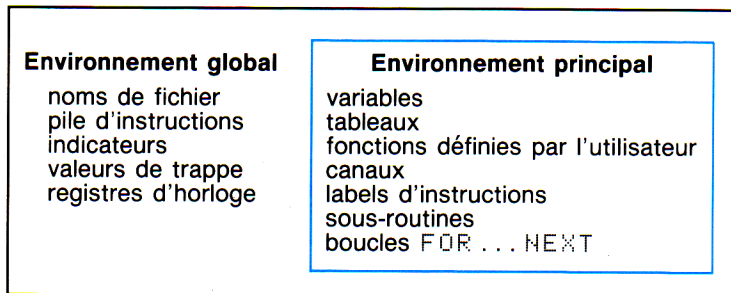 Environnement global
noms de fichier
pile d'instructions
indicateurs
valeurs de trappe
registres d'horloge
Environnement principal
variables
tableaux
fonctions définies par l'utilisateur
canaux
labels d'instructions
sous-routines
boucles FOR...NEXT